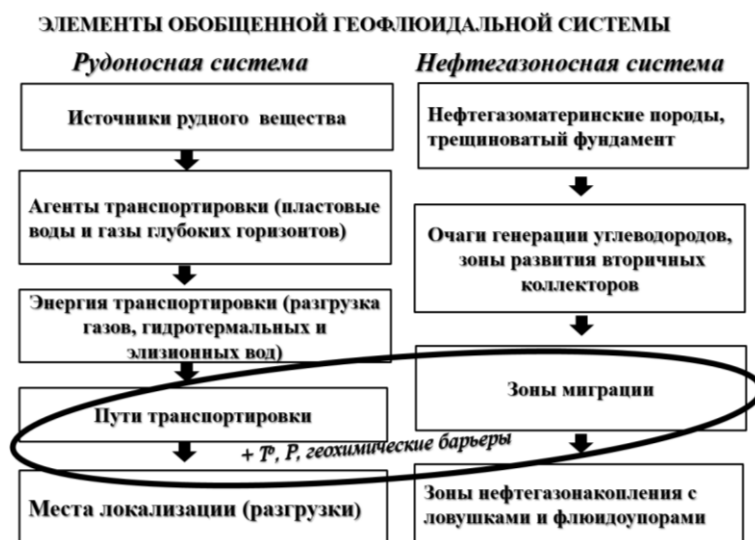 ЭЛЕМЕНТЫ ОБОБЩЕННОЙ ГЕОФЛЮИДАЛЬНОЙ СИСТЕМЫ
Рудоносная система
Источники рудного вещества
Агенты транспортировки (пластовые
воды и газы глубоких горизонтов)
Энергия транспортировки (разгрузка
газов, гидротермальных и
элизионных вод)
Пути транспортировки
Места локализации (разгрузки)
Нефтегазоносная система
Нефтегазоматеринские породы,
трещиноватый фундамент
Очаги генерации углеводородов,
зоны развития вторичных
коллекторов
Зоны миграции
+ Tº, P, геохимические барьеры
Зоны нефтегазонакопления с
ловушками и флюидоупорами